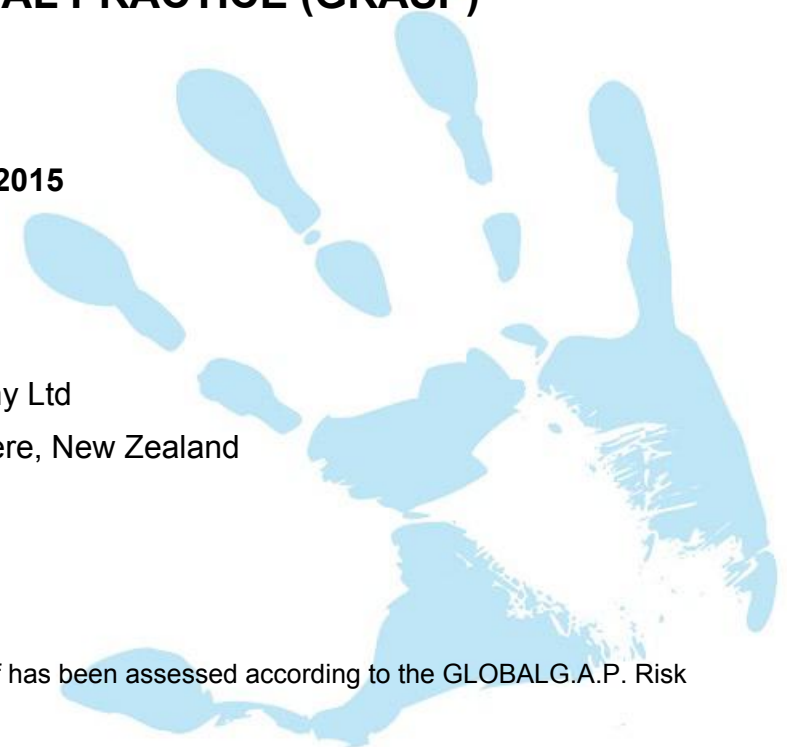 AL PRACTICE (GRASP)
2015
y Ltd
ere, New Zealand
has been assessed according to the GLOBALG.A.P. Risk